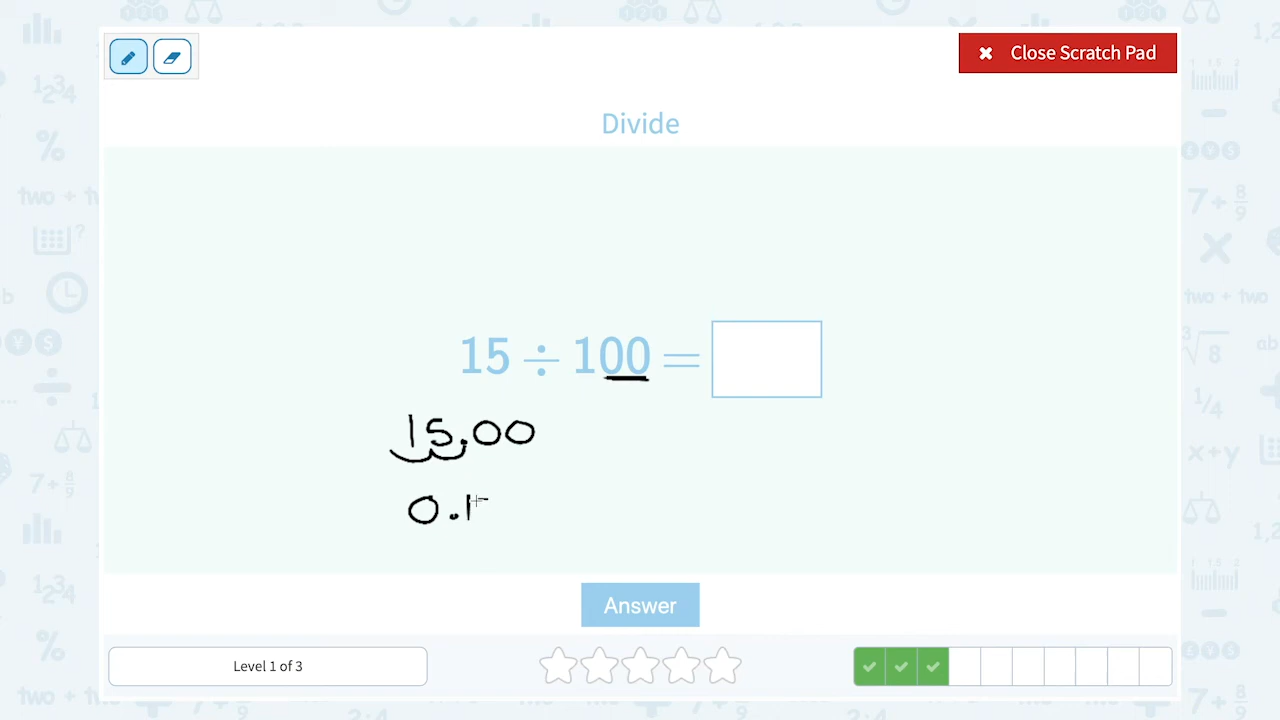 Close Scratch Pad
Divide
15 ÷ 100 =
15.00
0.1
Answer
Level 1 of 3